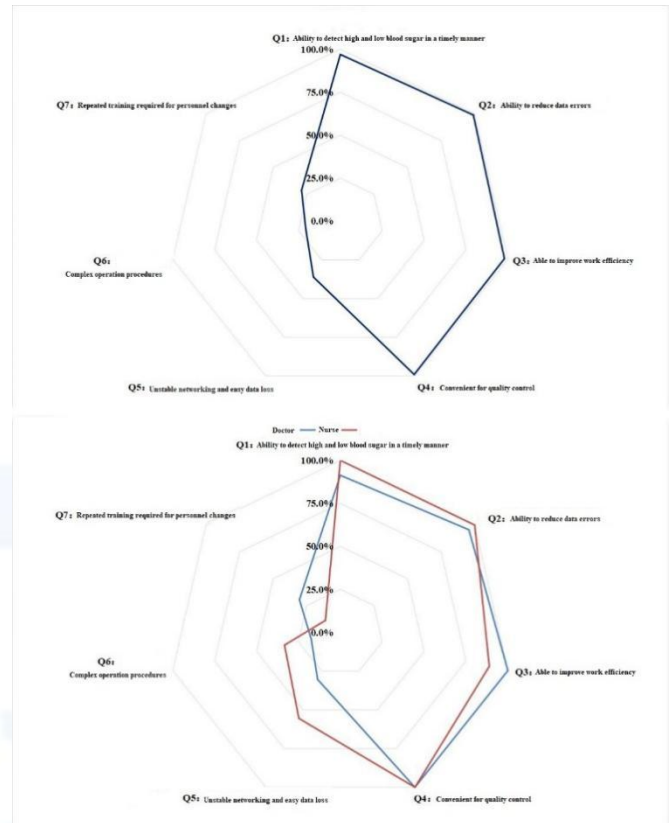 Q1: Ability to detect high and low blood sugar in a timely manner
100.0%
Q7: Repeated training required for personnel changes
75.0%
Q2: Ability to reduce data errors
50.0%
25.0%
0.0%
Q6:
Complex operation procedures
Q3: Able to improve work efficiency
Q5: Unstable networking and easy data loss
Q4: Convenient for quality control
Doctor Nurse
Q1: Ability to detect high and low blood sugar in a timely manner
100.0%
Q7: Repeated training required for personnel changes
75.0%
Q2: Ability to reduce data errors
50.0%
25.0%
0.0%
Q6:
Complex operation procedures
Q3: Able to improve work efficiency
Q5: Unstable networking and easy data loss
Q4: Convenient for quality control